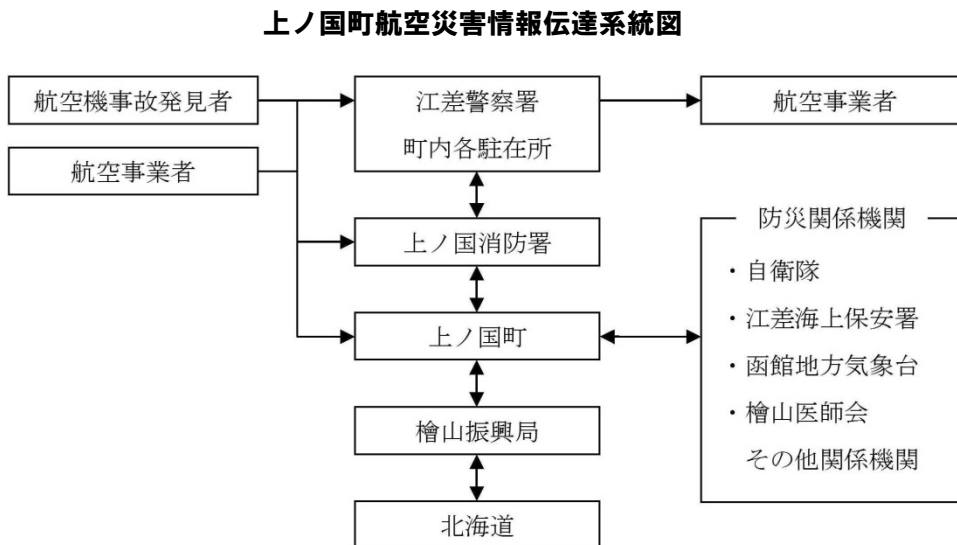 上ノ国町航空災害情報伝達系統図
航空機事故発見者
江差警察署
町内各駐在所
航空事業者
航空事業者
上ノ国消防署
防災関係機関
・自衛隊
・江差海上保安署
・函館地方気象台
・檜山医師会
その他関係機関
上ノ国町
檜山振興局
北海道